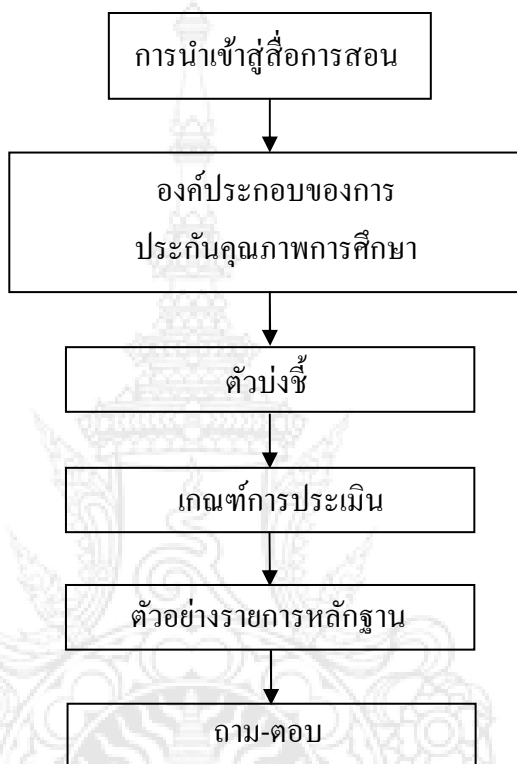 การนำเข้าสู่สื่อการสอน
องค์ประกอบของการ
ประกันคุณภาพการศึกษา
ตัวบ่งชี้
เกณฑ์การประเมิน
ตัวอย่างรายการหลักฐาน
ถาม-ตอบ